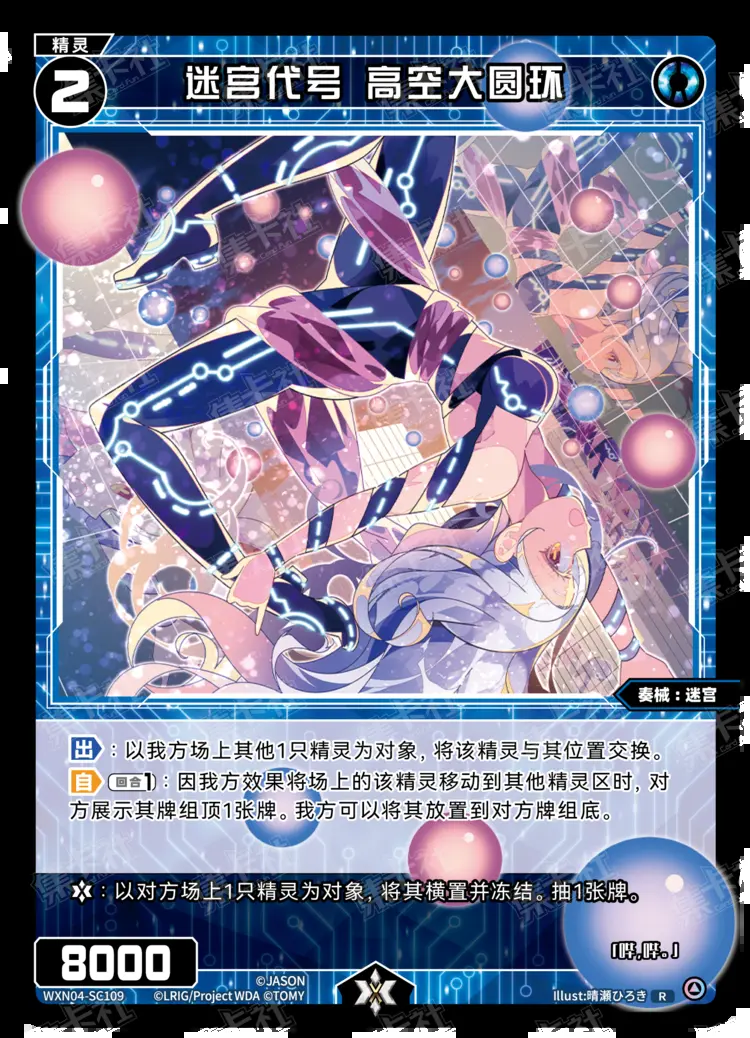 精灵
2
迷宫代号 高空大圆环
奏械：迷宫
出：以我方场上其他1只精灵为对象，将该精灵与其位置交换。
自 回合1：因我方效果将场上的该精灵移动到其他精灵区时，对
方展示其牌组顶1张牌。我方可以将其放置到对方牌组底。
：以对方场上1只精灵为对象，将其横置并冻结。抽1张牌。
「哔，哔。」
8000
©JASON
WXN04-SC109 ©LRIG/Project WDA ©TOMY
Illust:晴瀬ひろき R
集卡社